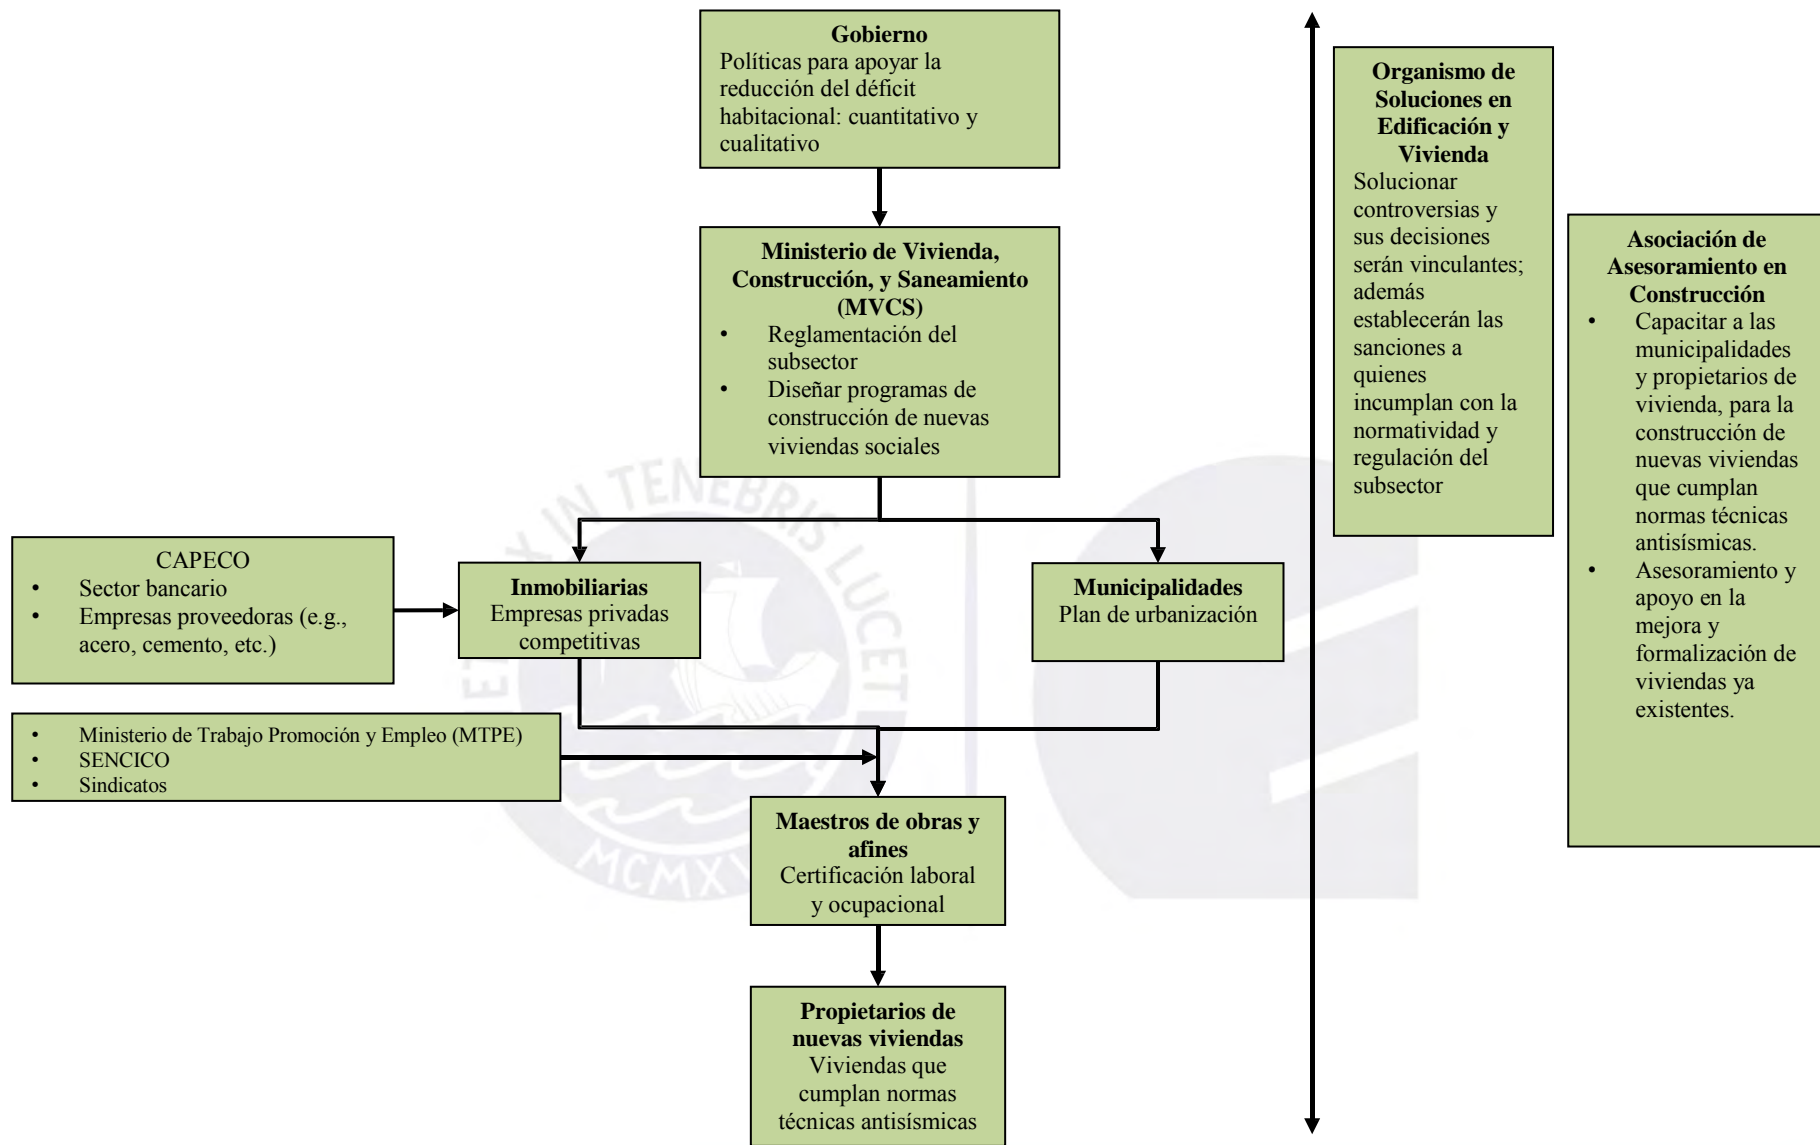 Gobierno
Políticas para apoyar la
reducción del déficit
habitacional: cuantitativo y
cualitativo
Ministerio de Vivienda,
Construcción, y Saneamiento
(MVCS)
• Reglamentación del
subsector
• Diseñar programas de
construcción de nuevas
viviendas sociales
CAPECO
• Sector bancario
• Empresas proveedoras (e.g.,
acero, cemento, etc.)
Inmobiliarias
Empresas privadas
competitivas
Municipalidades
Plan de urbanización
• Ministerio de Trabajo Promoción y Empleo (MTPE)
• SENCICO
• Sindicatos
Maestros de obras y
afines
Certificación laboral
y ocupacional
Propietarios de
nuevas viviendas
Viviendas que
cumplan normas
técnicas antisísmicas
Organismo de
Soluciones en
Edificación y
Vivienda
Solucionar
controversias y
sus decisiones
serán vinculantes;
además
establecerán las
sanciones a
quienes
incumplan con la
normatividad y
regulación del
subsector
Asociación de
Asesoramiento en
Construcción
• Capacitar a las
municipalidades
y propietarios de
vivienda, para la
construcción de
nuevas viviendas
que cumplan
normas técnicas
antisísmicas.
• Asesoramiento y
apoyo en la
mejora y
formalización de
viviendas ya
existentes.
ET IN TENEBRIS LUCET